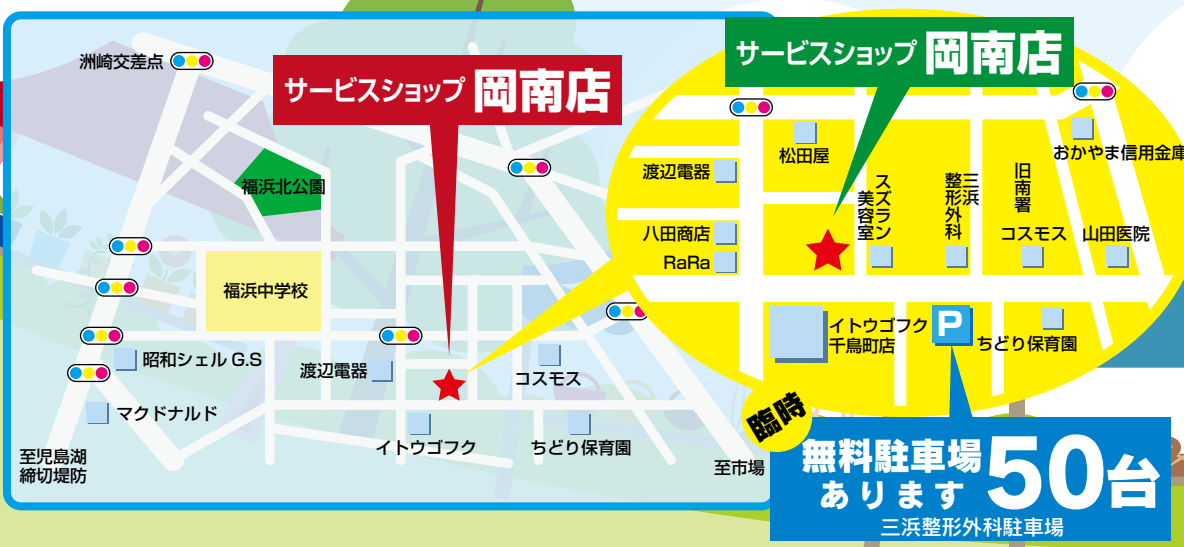 洲崎交差点
サービスショップ 岡南店
福浜北公園
福浜中学校
昭和シェル G.S
渡辺電器
マクドナルド
コスモス
イトウゴフク
ちどり保育園
至児島湖
締切堤防
至市場
サービスショップ 岡南店
松田屋
おかやま信用金庫
渡辺電器
八田商店
RaRa
スズラン
美容室
三浜
整形外科
旧南署
コスモス
山田医院
イトウゴフク
千鳥町店
P
ちどり保育園
臨時
無料駐車場
あります
50台
三浜整形外科駐車場